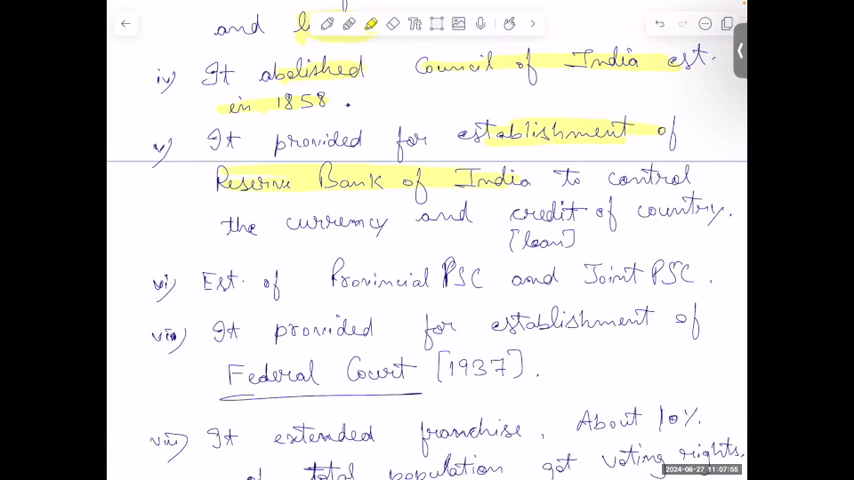 and
iv) It abolished Council of India est.
in 1858.
v) It provided for establishment of
Reserve Bank of India to control
the currency and credit of country.
[loan]
vi) Est. of Provincial PSC and Joint PSC.
vii) It provided for establishment of
Federal Court [1937].
viii) It extended franchise. About 10%
of total population got voting rights.
2024-08-27 11:07:55